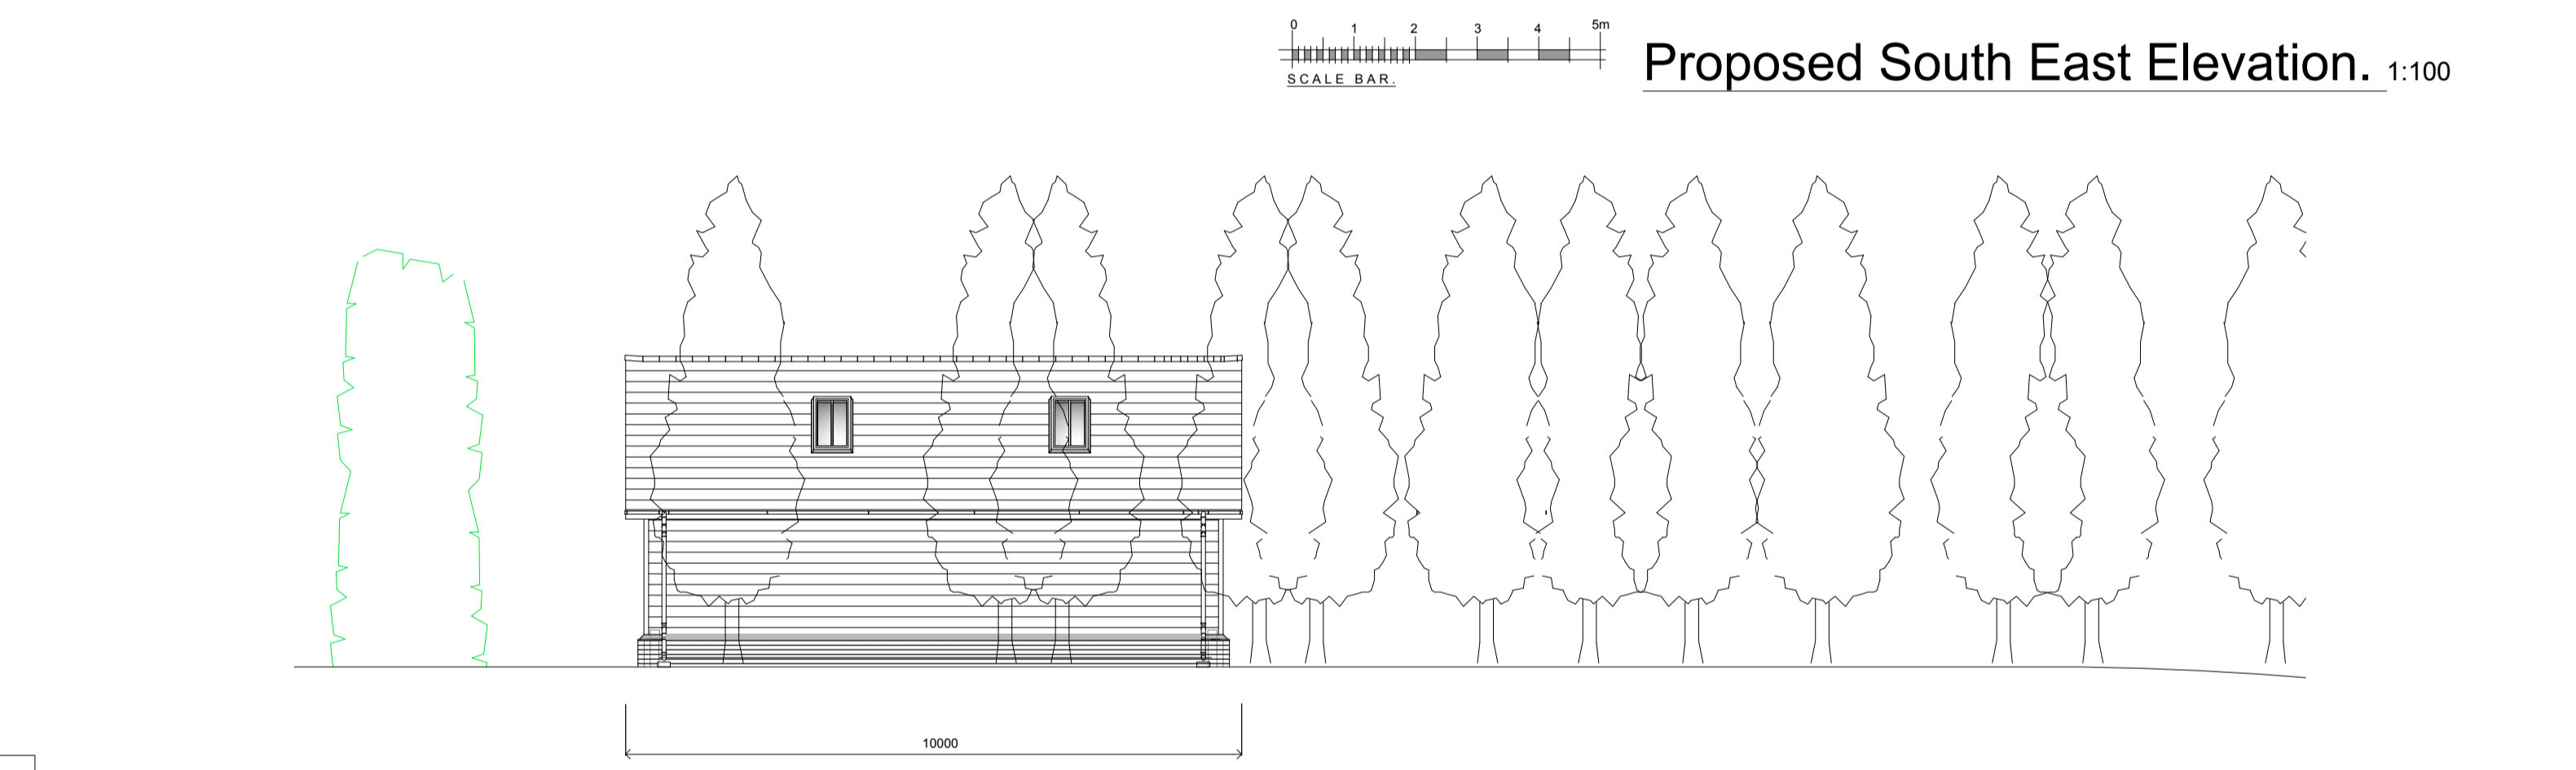 0 1 2 3 4 5m
SCALE BAR.
Proposed South East Elevation. 1:100
10000